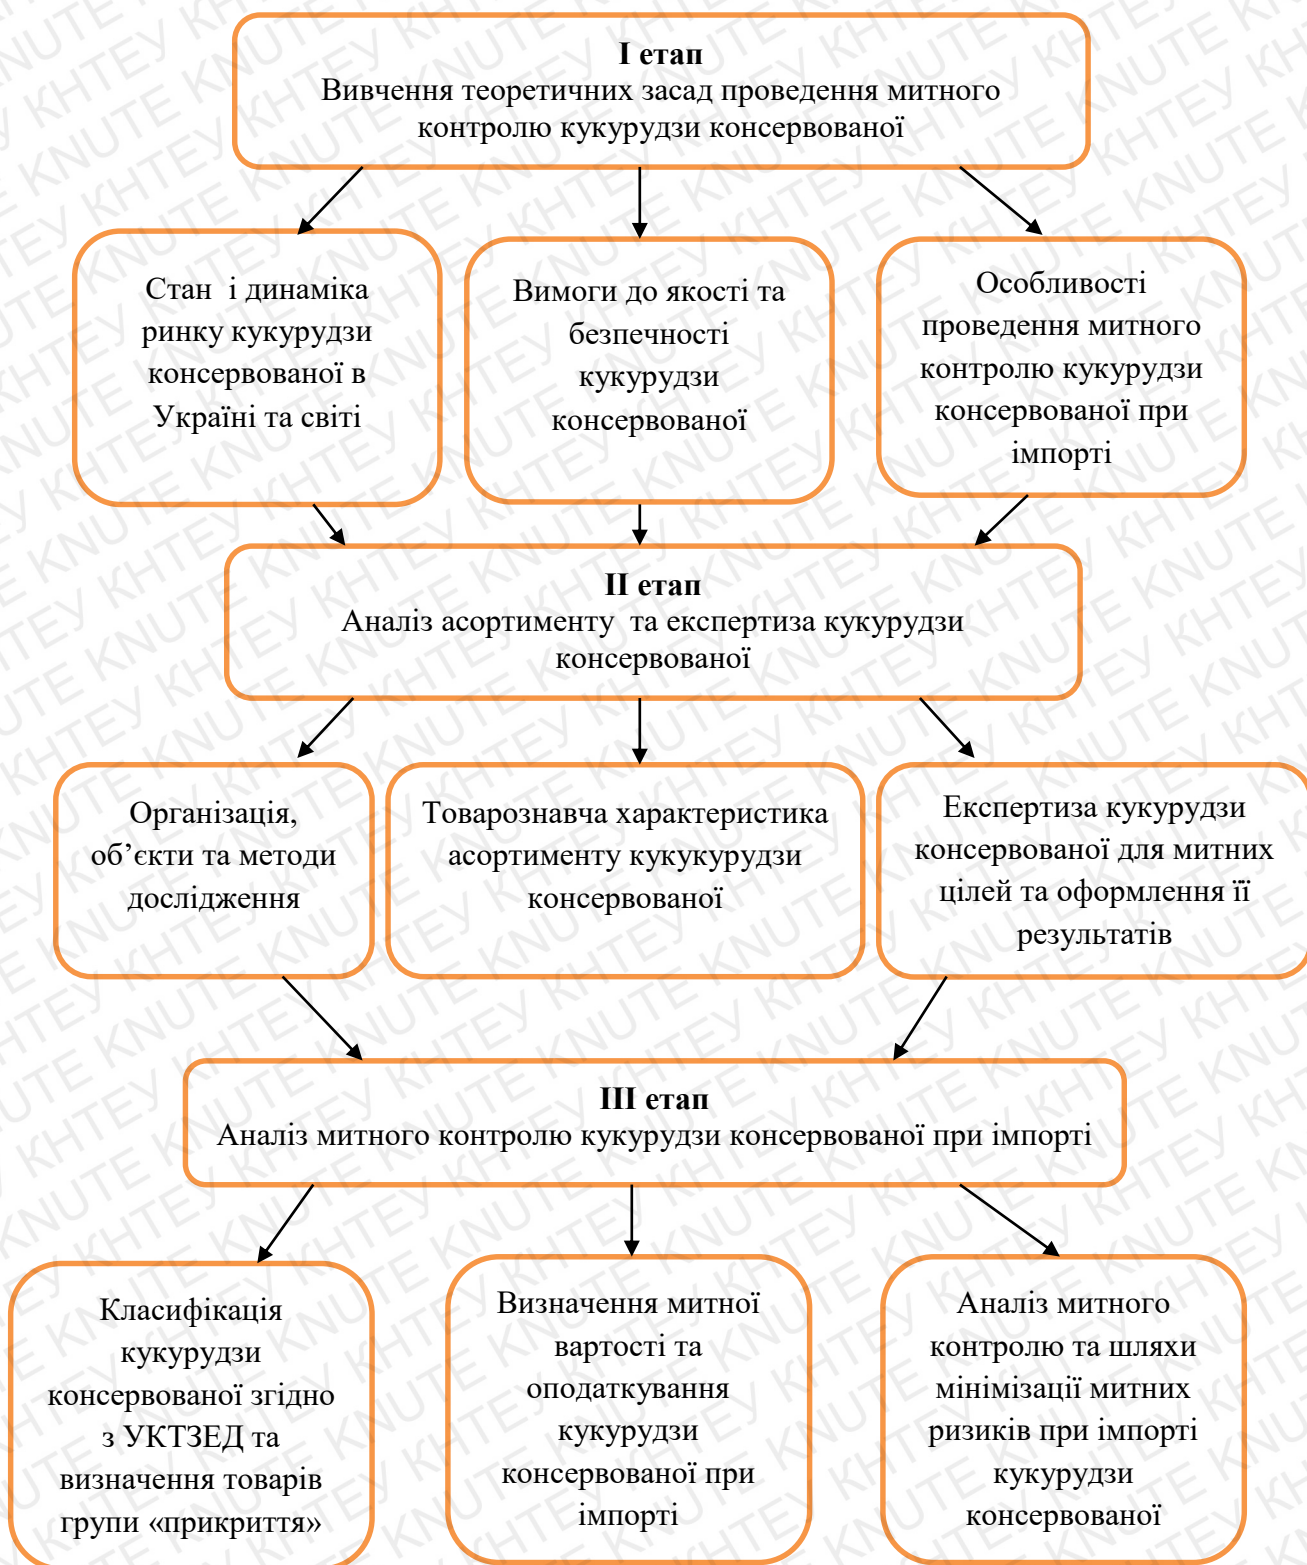 I етап
Вивчення теоретичних засад проведення митного
контролю кукурудзи консервованої
Стан і динаміка
ринку кукурудзи
консервованої в
Україні та світі
Вимоги до якості та
безпечності
кукурудзи
консервованої
Особливості
проведення митного
контролю кукурудзи
консервованої при
імпорті
II етап
Аналіз асортименту та експертиза кукурудзи
консервованої
Організація,
об’єкти та методи
дослідження
Товарознавча характеристика
асортименту кукукурудзи
консервованої
Експертиза кукурудзи
консервованої для митних
цілей та оформлення її
результатів
III етап
Аналіз митного контролю кукурудзи консервованої при імпорті
Класифікація
кукурудзи
консервованої згідно
з УКТЗЕД та
визначення товарів
групи «прикриття»
Визначення митної
вартості та
оподаткування
кукурудзи
консервованої при
імпорті
Аналіз митного
контролю та шляхи
мінімізації митних
ризиків при імпорті
кукурудзи
консервованої